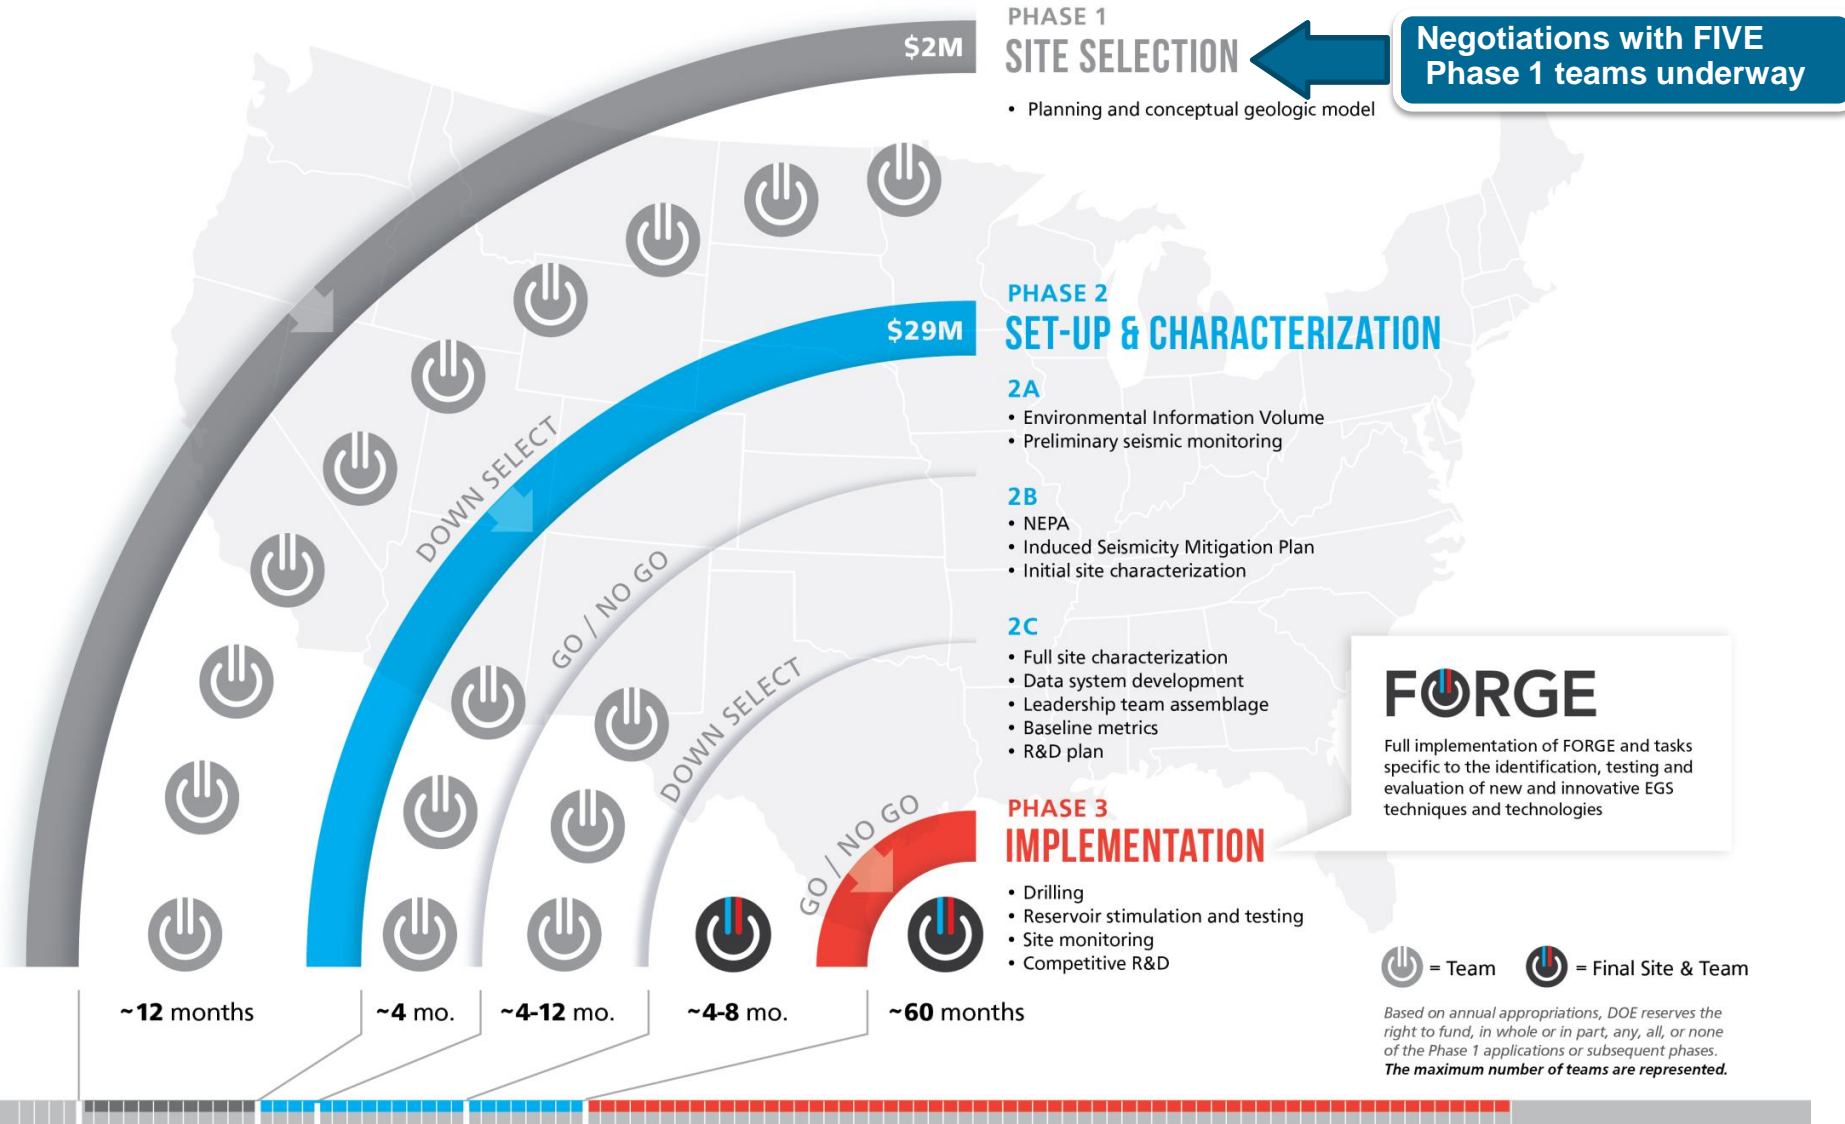 PHASE 1
$2M
SITE SELECTION
Negotiations with FIVE
Phase 1 teams underway
• Planning and conceptual geologic model
PHASE 2
$29M
SET-UP & CHARACTERIZATION
2A
• Environmental Information Volume
• Preliminary seismic monitoring
DOWN SELECT
2B
• NEPA
• Induced Seismicity Mitigation Plan
• Initial site characterization
GO / NO GO
2C
• Full site characterization
• Data system development
• Leadership team assemblage
• Baseline metrics
• R&D plan
DOWN SELECT
FORGE
Full implementation of FORGE and tasks
specific to the identification, testing and
evaluation of new and innovative EGS
techniques and technologies
GO / NO GO
PHASE 3
IMPLEMENTATION
• Drilling
• Reservoir stimulation and testing
• Site monitoring
• Competitive R&D
= Team
= Final Site & Team
~12 months
~4 mo.
~4-12 mo.
~4-8 mo.
~60 months
Based on annual appropriations, DOE reserves the
right to fund, in whole or in part, any, all, or none
of the Phase 1 applications or subsequent phases.
The maximum number of teams are represented.